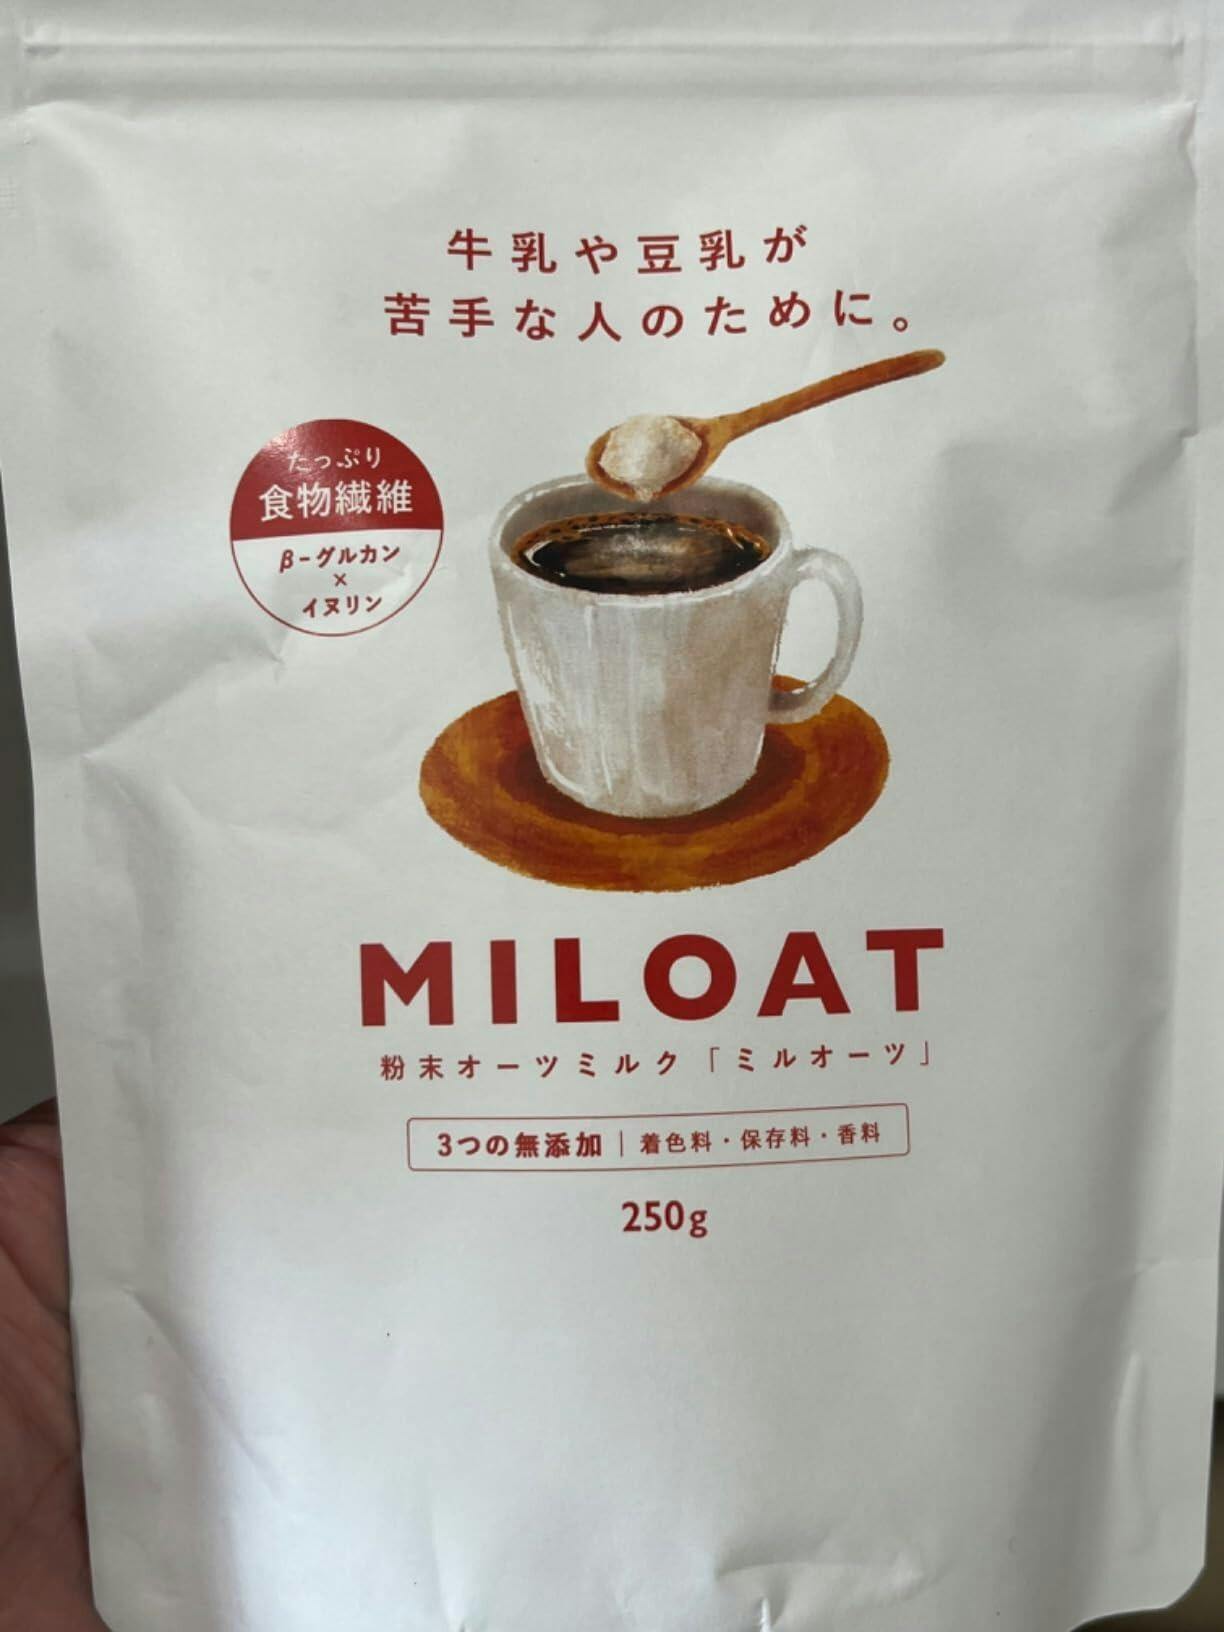 牛乳や豆乳が
苦手な人のために。
たっぷり
食物繊維
β-グルカン
×
イヌリン
MILOAT
粉末オーツミルク「ミルオーツ」
3つの無添加 | 着色料・保存料・香料
250g